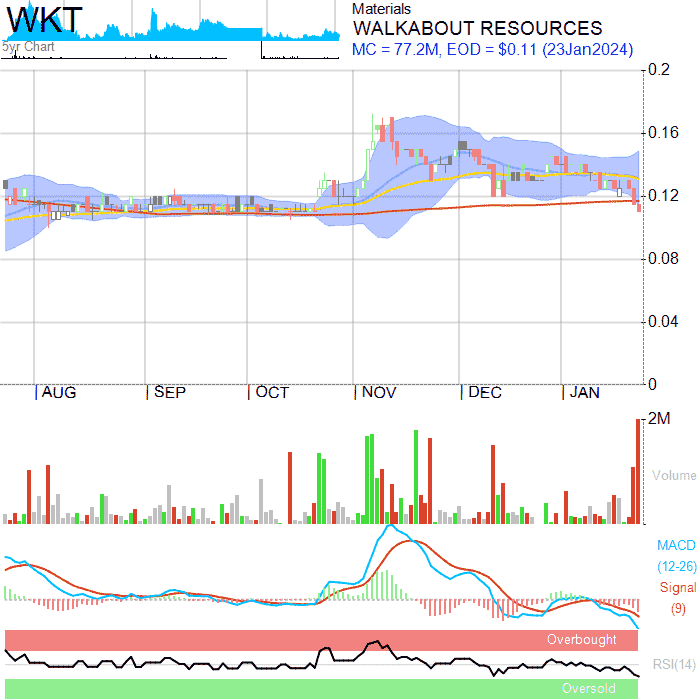 WKT
5yr Chart
Materials
WALKABOUT RESOURCES
MC = 77.2M, EOD = $0.11 (23Jan2024)
0.2
0.16
0.12
0.08
0.04
0
AUG SEP OCT NOV DEC JAN
2M
Volume
MACD
(12-26)
Signal
(9)
Overbought
RSI(14)
Oversold